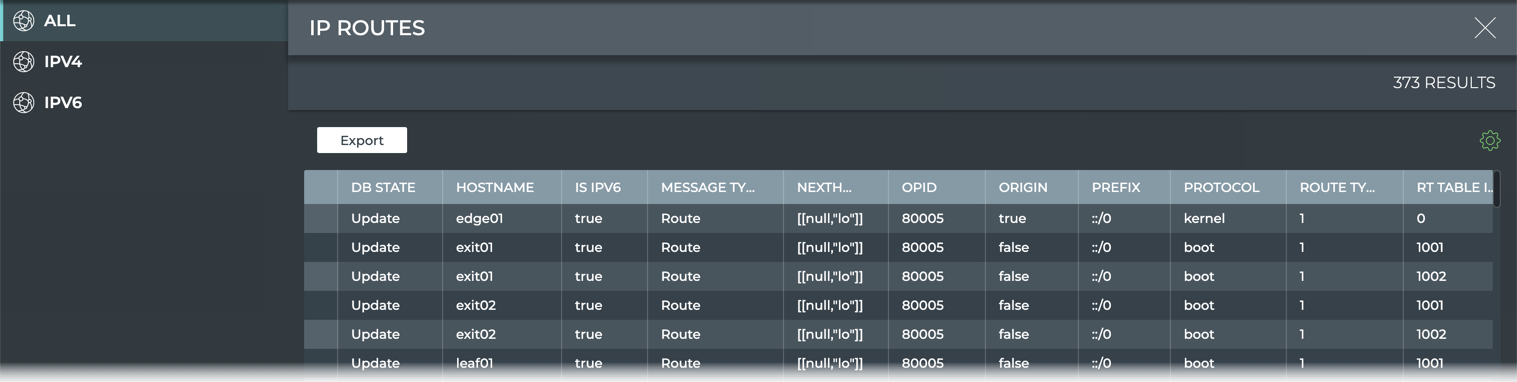 ALL
IPV4
IPV6
IP ROUTES
373 RESULTS
Export
DB STATE HOSTNAME IS IPV6 MESSAGE TY... NEXTH... OPID ORIGIN PREFIX PROTOCOL ROUTE TY... RT TABLE I...
Update edge01 true Route [[null,"lo"]] 80005 true ::/0 kernel 1 0
Update exit01 true Route [[null,"lo"]] 80005 false ::/0 boot 1 1001
Update exit01 true Route [[null,"lo"]] 80005 false ::/0 boot 1 1002
Update exit02 true Route [[null,"lo"]] 80005 false ::/0 boot 1 1001
Update exit02 true Route [[null,"lo"]] 80005 false ::/0 boot 1 1002
Update leaf01 true Route [[null,"lo"]] 80005 false ::/0 boot 1 1001